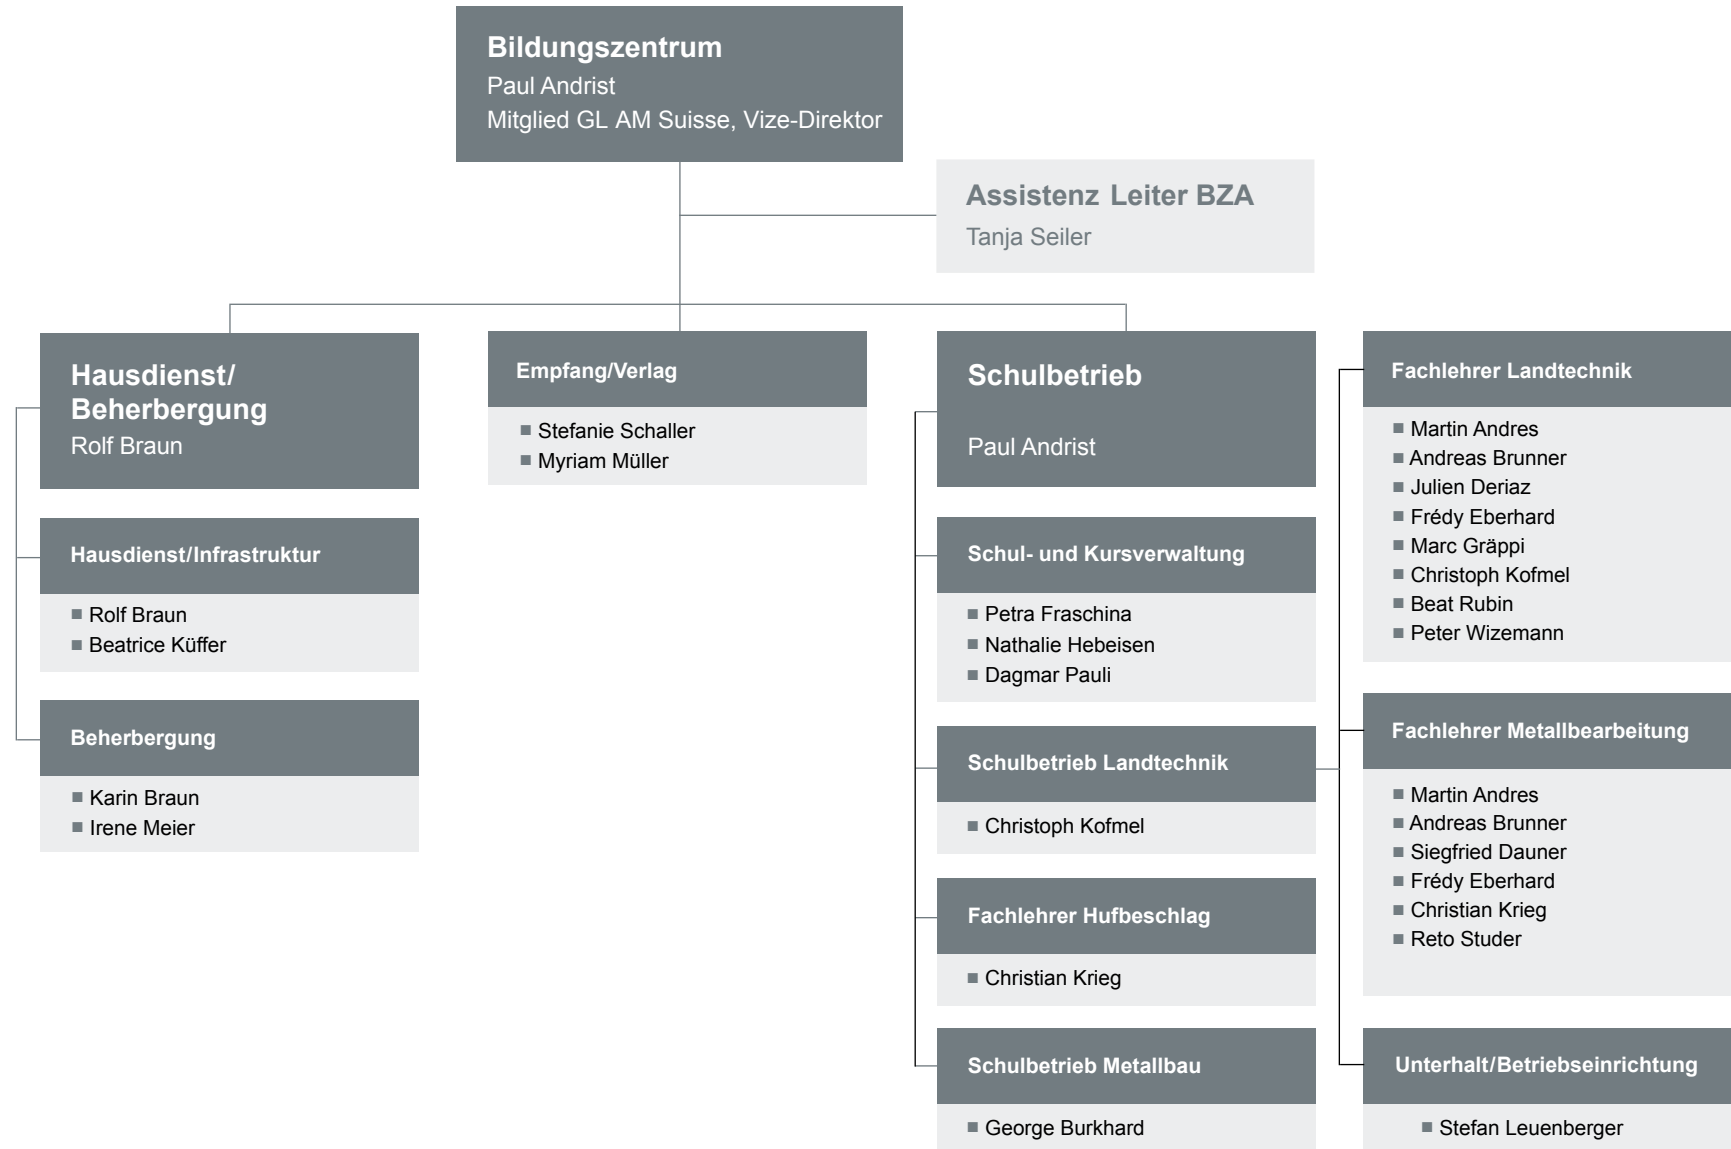 Bildungszentrum
Paul Andrist
Mitglied GL AM Suisse, Vize-Direktor
Assistenz Leiter BZA
Tanja Seiler
Hausdienst/
Beherbergung
Rolf Braun
Hausdienst/Infrastruktur
■ Rolf Braun
■ Beatrice Küffer
Beherbergung
■ Karin Braun
■ Irene Meier
Empfang/Verlag
■ Stefanie Schaller
■ Myriam Müller
Schulbetrieb
Paul Andrist
Schul- und Kursverwaltung
■ Petra Fraschina
■ Nathalie Hebeisen
■ Dagmar Pauli
Schulbetrieb Landtechnik
■ Christoph Kofmel
Fachlehrer Hufbeschlag
■ Christian Krieg
Schulbetrieb Metallbau
■ George Burkhard
Fachlehrer Landtechnik
■ Martin Andres
■ Andreas Brunner
■ Julien Deriaz
■ Frédy Eberhard
■ Marc Gräppi
■ Christoph Kofmel
■ Beat Rubin
■ Peter Wizemann
Fachlehrer Metallbearbeitung
■ Martin Andres
■ Andreas Brunner
■ Siegfried Dauner
■ Frédy Eberhard
■ Christian Krieg
■ Reto Studer
Unterhalt/Betriebseinrichtung
■ Stefan Leuenberger